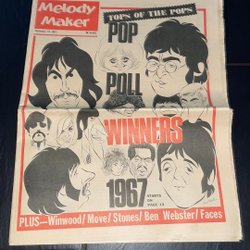 Melody
Maker
TOPS OF THE POPS
POP
POLL
WINNERS
1967
STARTS
ON
PAGE 13
PLUS—Winwood/Move/Stones/Ben Webster/Faces